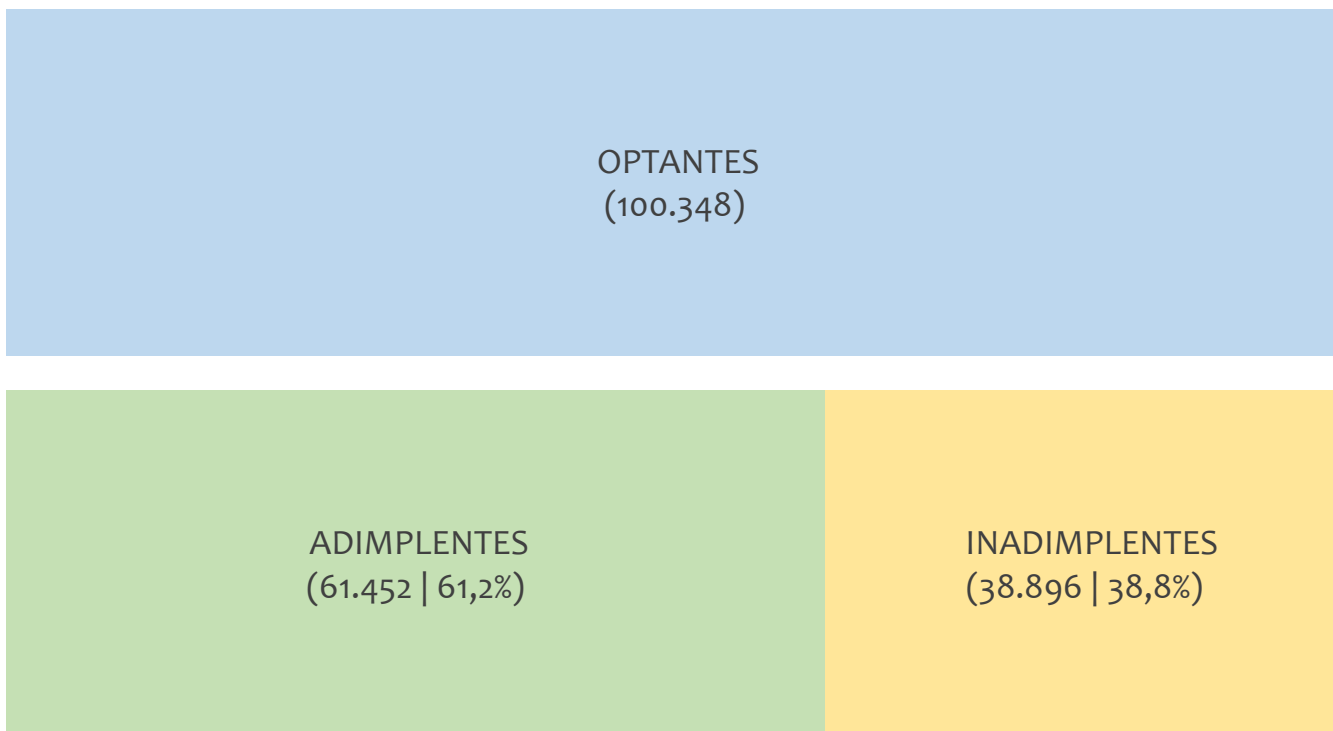 OPTANTES
(100.348)
ADIMPLENTES
(61.452 | 61,2%)
INADIMPLENTES
(38.896 | 38,8%)